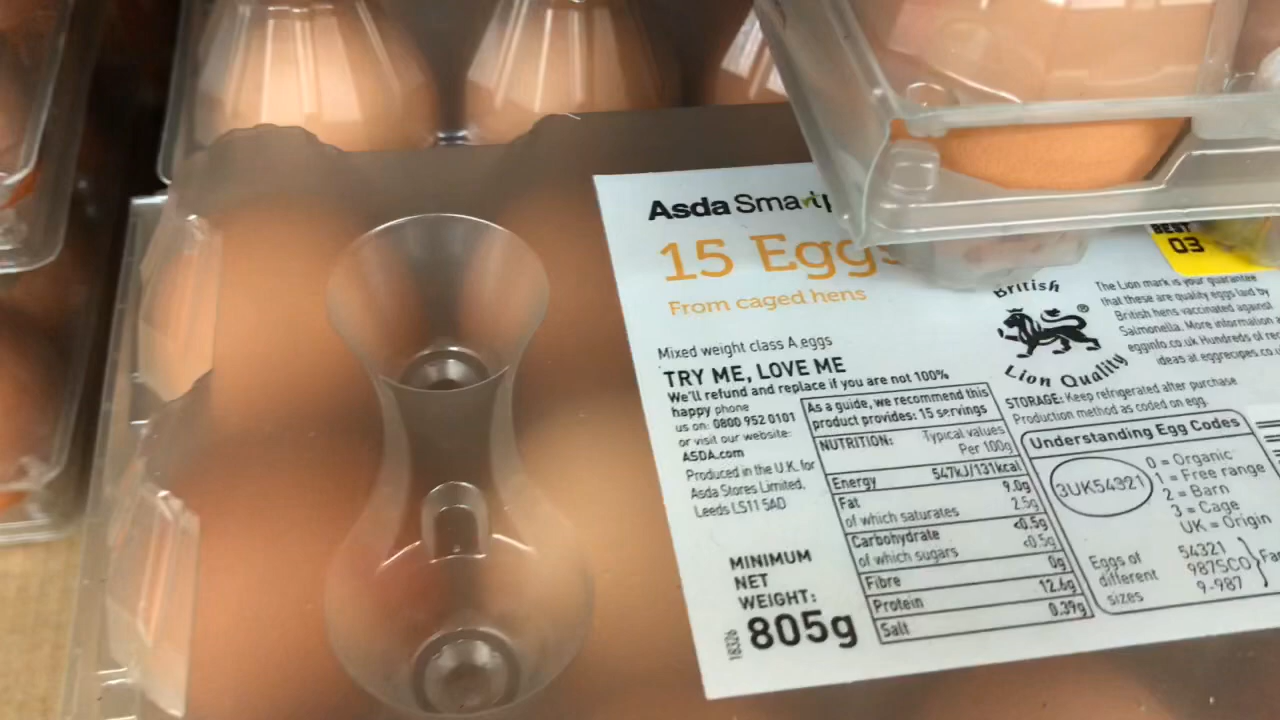 Asda Smart
15 Eggs
From caged hens
Mixed weight class A eggs
TRY ME, LOVE ME
We'll refund and replace if you are not 100%
happy phone
us on: 0800 952 0101
or visit our website:
ASDA.com
Produced in the U.K. for
Asda Stores Limited,
Leeds LS11 5AD
MINIMUM
NET
WEIGHT:
805g
18326
As a guide, we recommend this
product provides: 15 servings
NUTRITION: Typical values
Per 100g
Energy 547kJ/131kcal
Fat 9.0g
of which saturates 2.5g
Carbohydrate <0.5g
of which sugars <0.5g
Fibre 0g
Protein 12.6g
Salt 0.39g
BEST
03
British
Lion Quality
The Lion mark is your guarantee
that these are quality eggs laid by
British hens vaccinated against
Salmonella. More information
egginfo.co.uk Hundreds of
ideas at eggrecipes.co
STORAGE: Keep refrigerated after purchase
Production method as coded on egg.
Understanding Egg Codes
3UK54321
0 = Organic
1 = Free range
2 = Barn
3 = Cage
UK = Origin
Eggs of
different
sizes
54321
987SCO
9-987